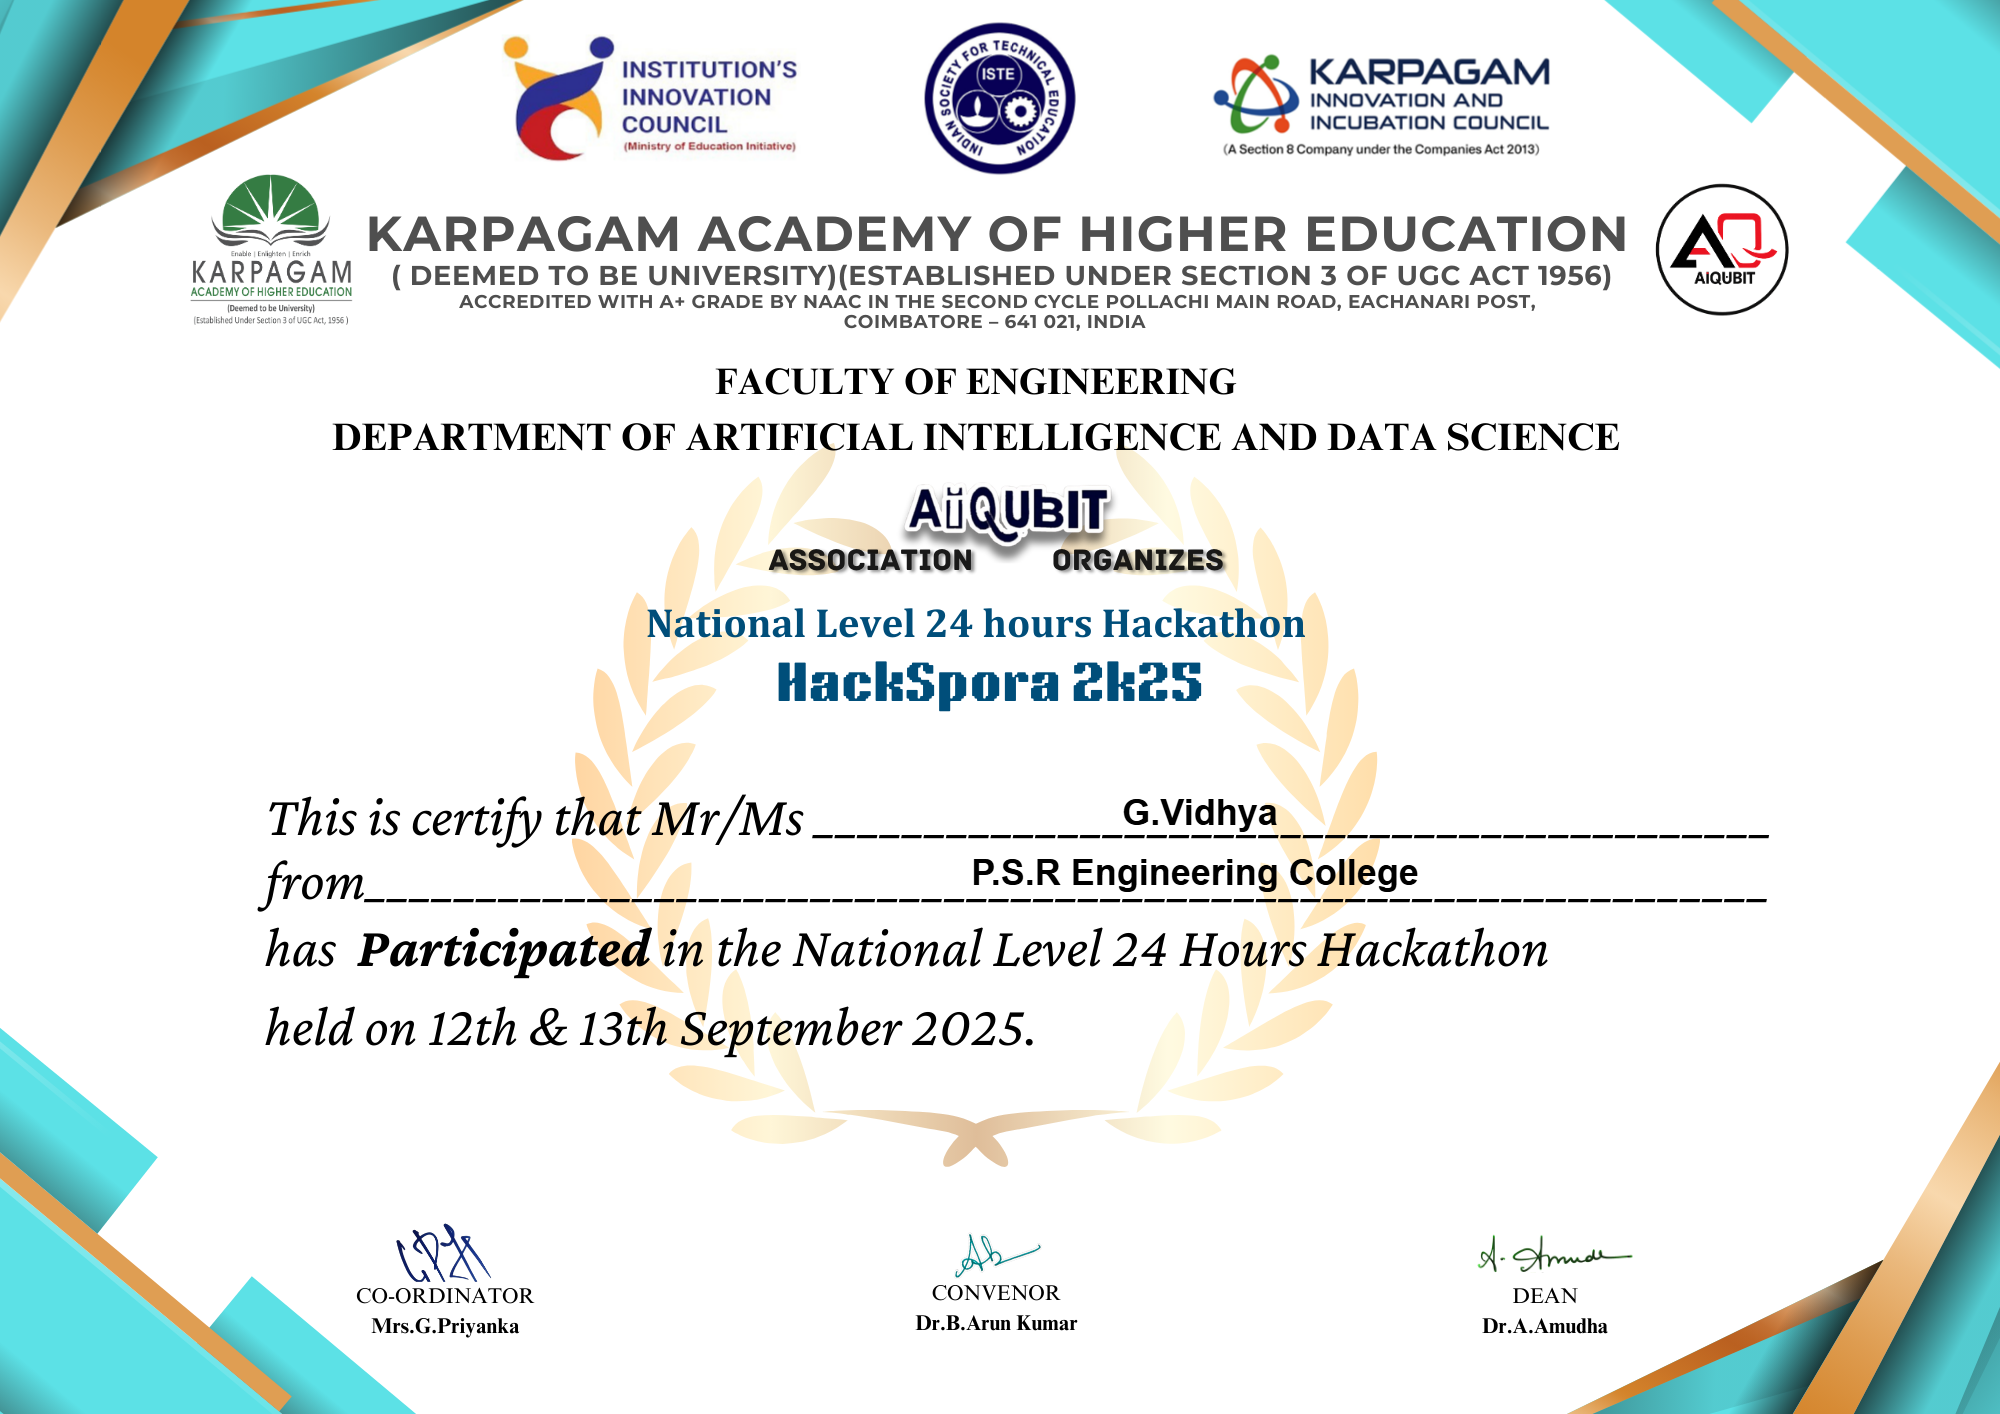 INSTITUTION'S
INNOVATION
COUNCIL
(Ministry of Education Initiative)
INDIAN SOCIETY FOR TECHNICAL EDUCATION
ISTE
KARPAGAM
INNOVATION AND
INCUBATION COUNCIL
(A Section 8 Company under the Companies Act 2013)
Enable | Enlighten | Enrich
KARPAGAM
ACADEMY OF HIGHER EDUCATION
(Deemed to be University)
(Established Under Section 3 of UGC Act, 1956 )
KARPAGAM ACADEMY OF HIGHER EDUCATION
( DEEMED TO BE UNIVERSITY)(ESTABLISHED UNDER SECTION 3 OF UGC ACT 1956)
ACCREDITED WITH A+ GRADE BY NAAC IN THE SECOND CYCLE POLLACHI MAIN ROAD, EACHANARI POST,
COIMBATORE – 641 021, INDIA
AQ
AIQUBIT
FACULTY OF ENGINEERING
DEPARTMENT OF ARTIFICIAL INTELLIGENCE AND DATA SCIENCE
AiQUbIT
ASSOCIATION ORGANIZES
National Level 24 hours Hackathon
HackSpora 2k25
This is certify that Mr/Ms G.Vidhya
from P.S.R Engineering College
has Participated in the National Level 24 Hours Hackathon
held on 12th & 13th September 2025.
A. Amude
CO-ORDINATOR
Mrs.G.Priyanka
CONVENOR
Dr.B.Arun Kumar
DEAN
Dr.A.Amudha